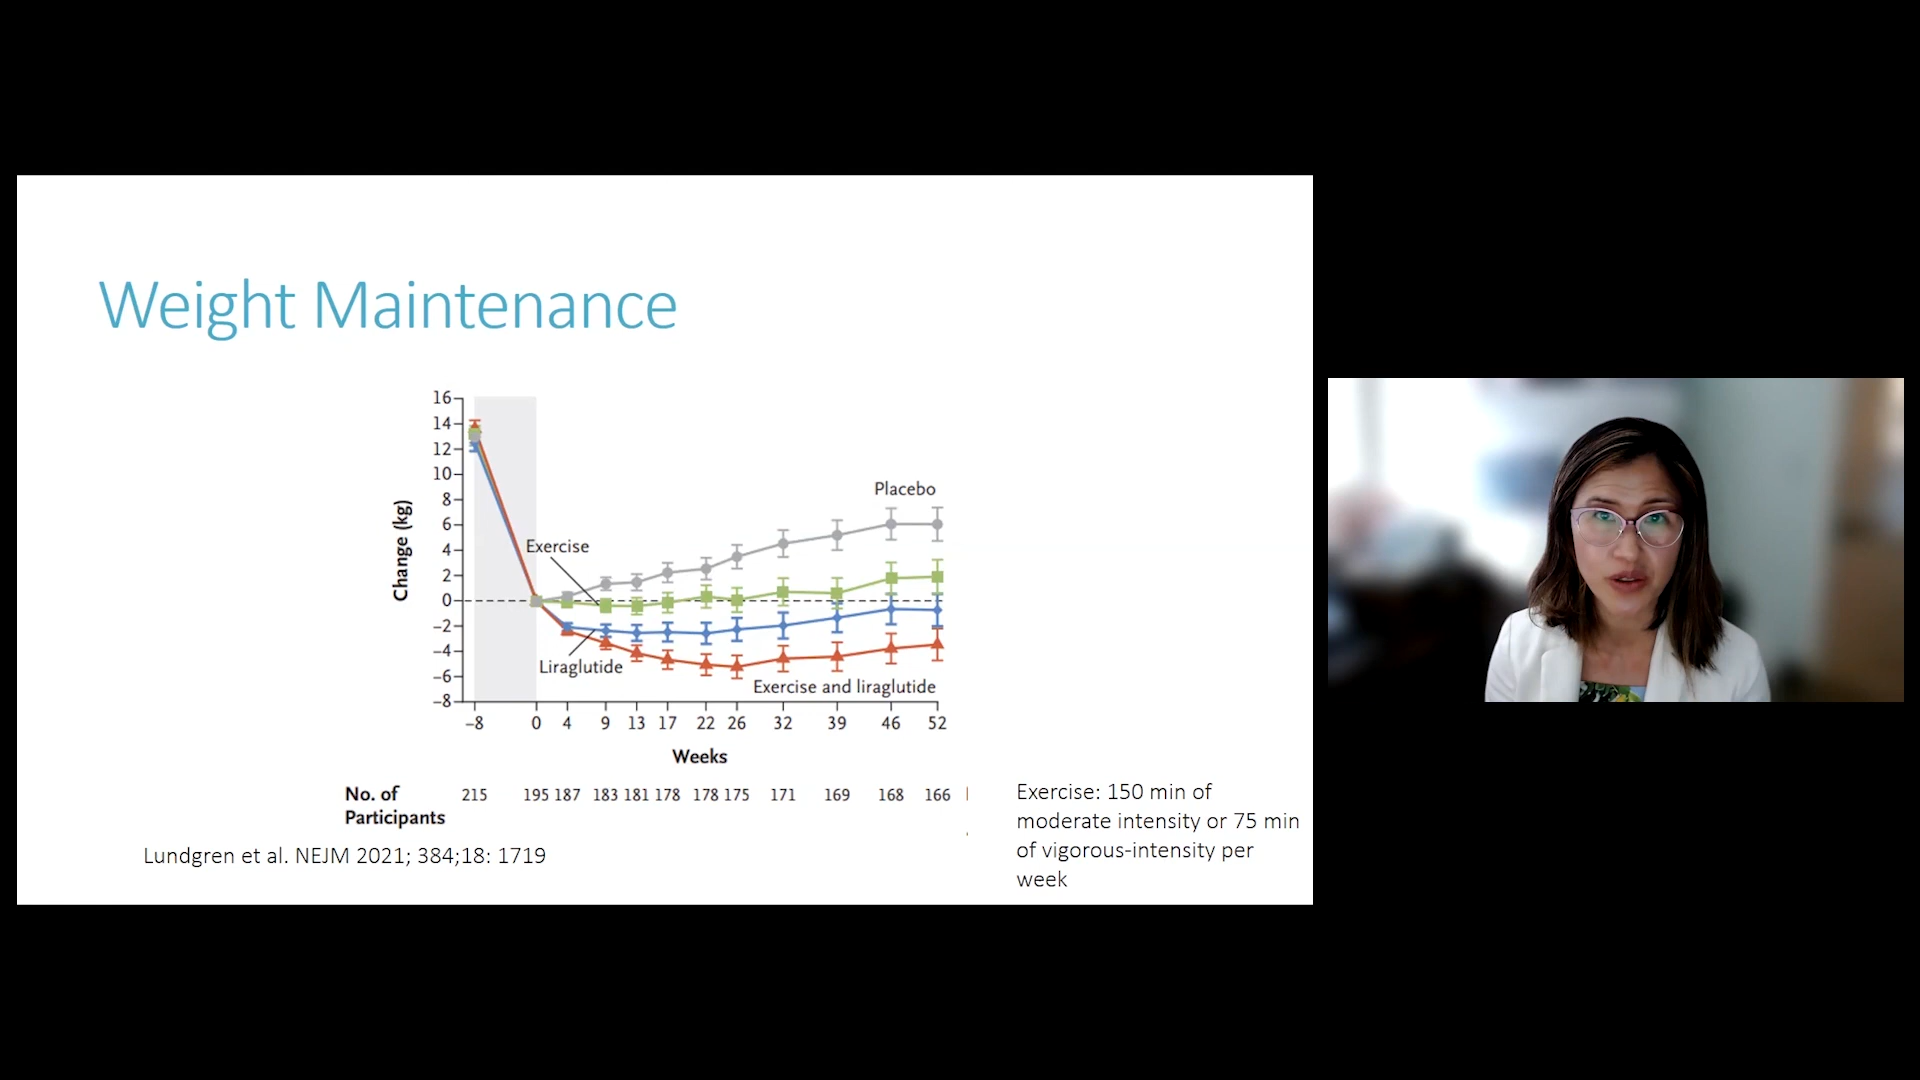 Weight Maintenance
16
14
12
10
8
6
4
2
0
−2
−4
−6
−8
Change (kg)
Placebo
Exercise
Liraglutide
Exercise and liraglutide
−8 0 4 9 13 17 22 26 32 39 46 52
Weeks
No. of Participants 215 195 187 183 181 178 178 175 171 169 168 166
Lundgren et al. NEJM 2021; 384;18: 1719
Exercise: 150 min of
moderate intensity or 75 min
of vigorous-intensity per
week